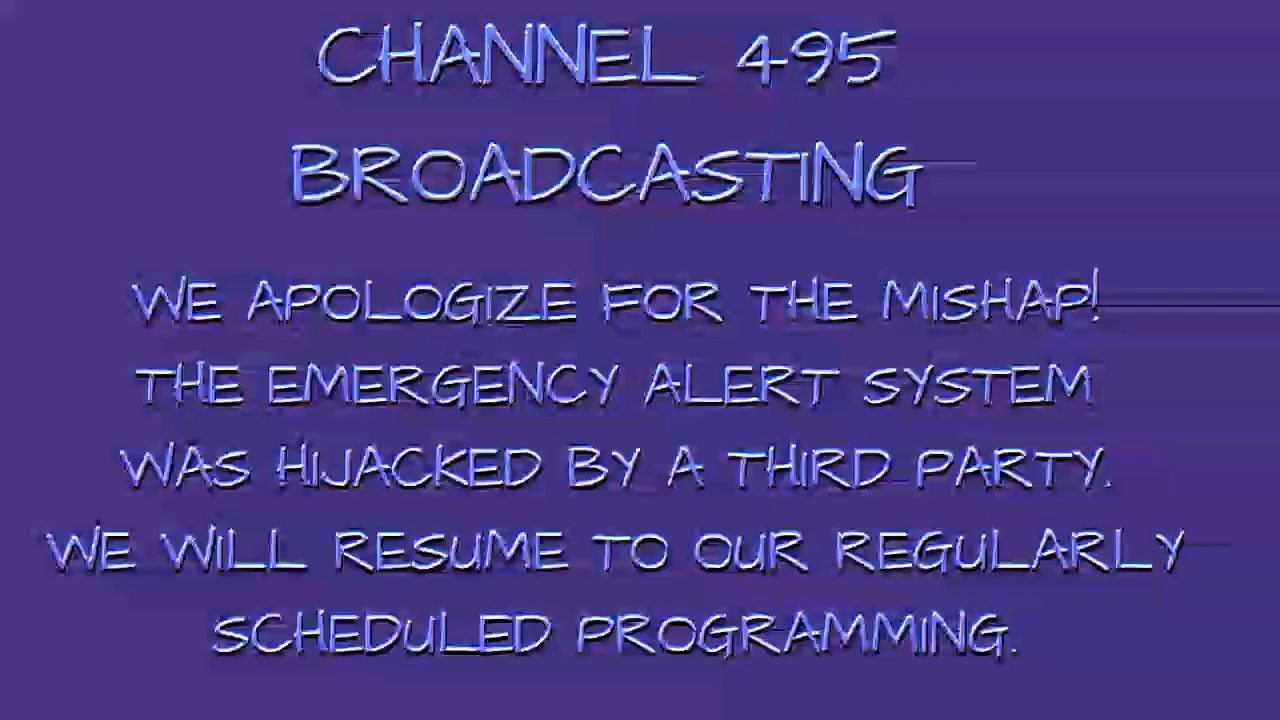 CHANNEL 495
BROADCASTING
WE APOLOGIZE FOR THE MISHAP!
THE EMERGENCY ALERT SYSTEM
WAS HIJACKED BY A THIRD PARTY.
WE WILL RESUME TO OUR REGULARLY
SCHEDULED PROGRAMMING.